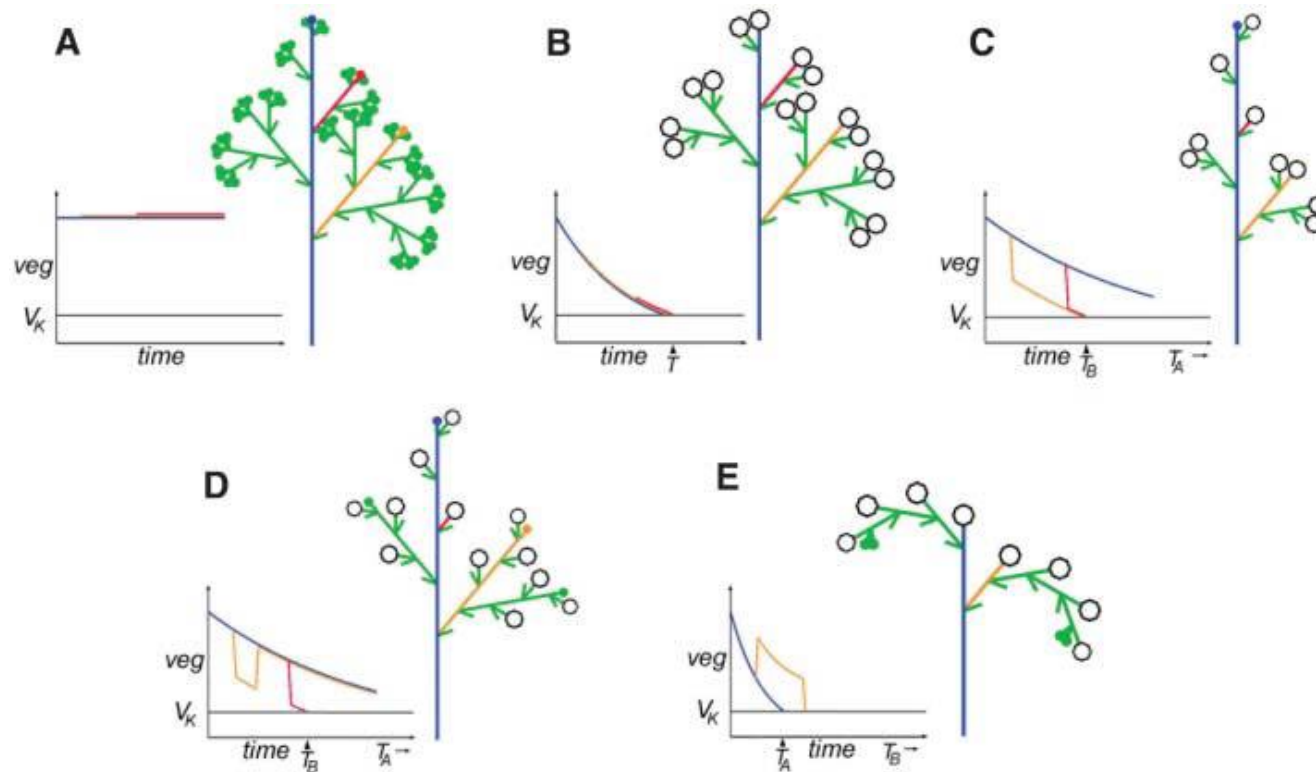 A
veg
V_K
time
B
veg
V_K
time T
C
veg
V_K
time T_B T_A →
D
veg
V_K
time T_B T_A →
E
veg
V_K
T_A time T_B →